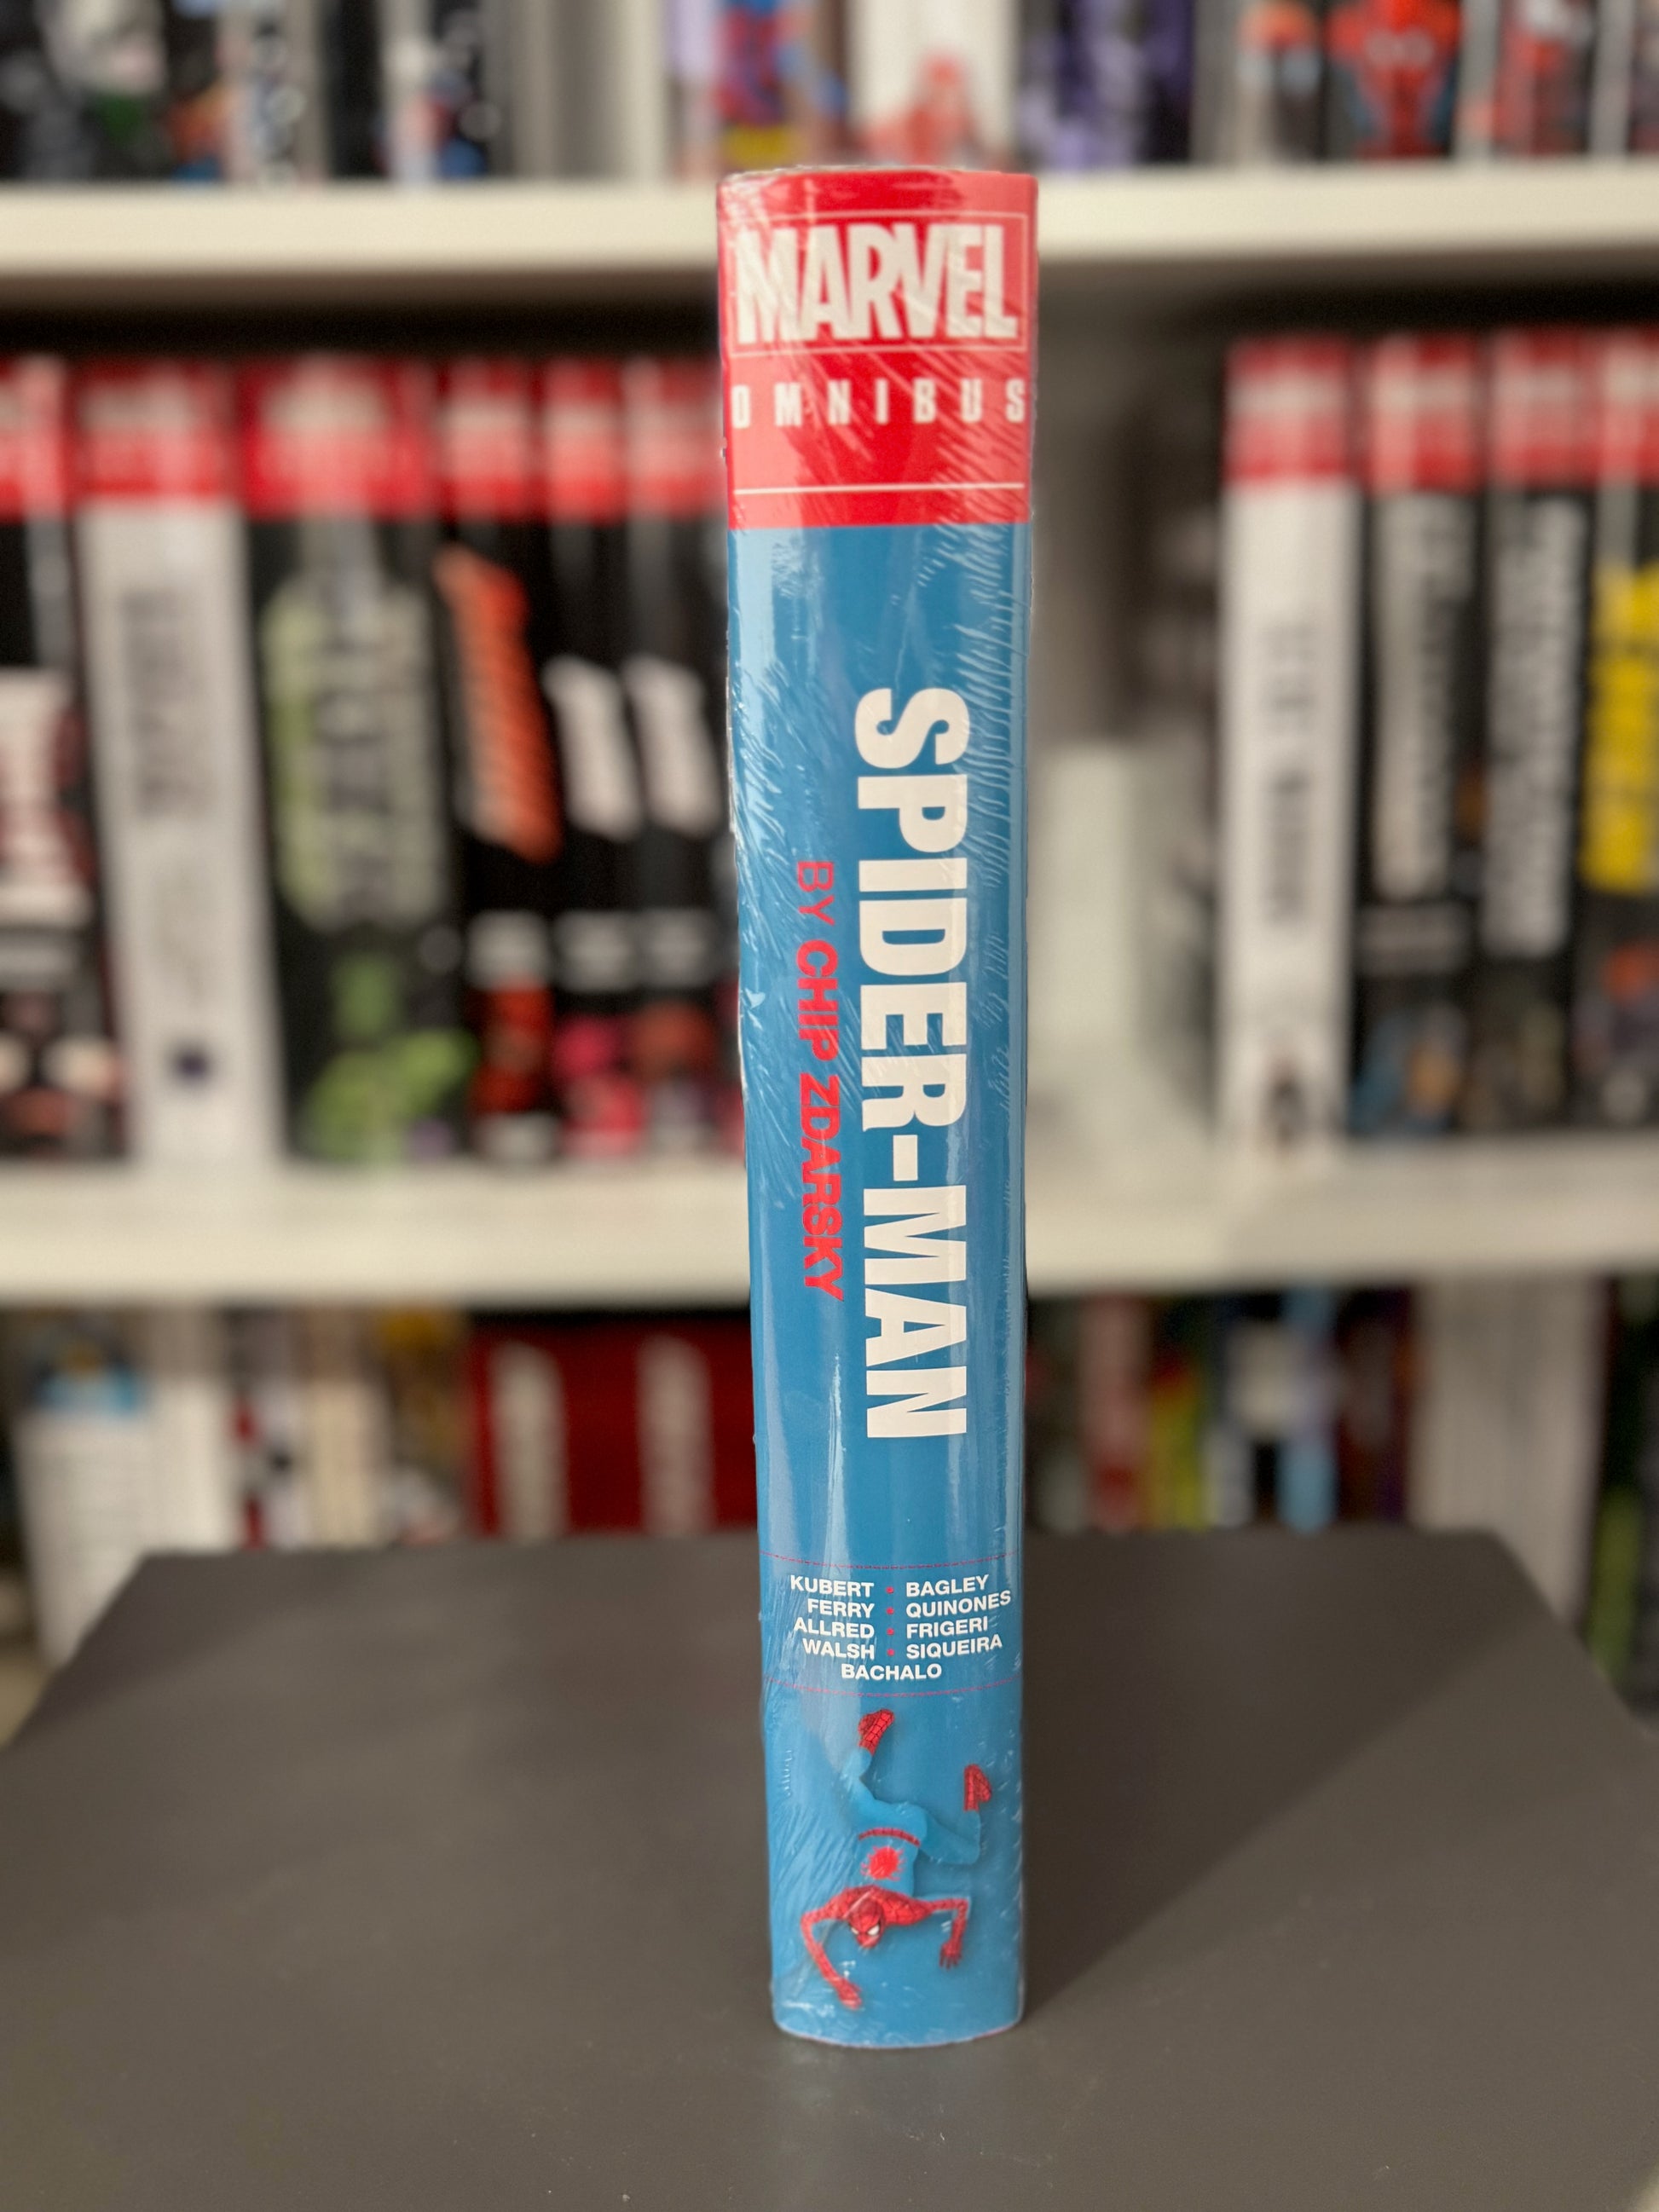 MARVEL
OMNIBUS
SPIDER-MAN
BY CHIP ZDARSKY
KUBERT • BAGLEY
FERRY • QUINONES
ALLRED • FRIGERI
WALSH • SIQUEIRA
BACHALO